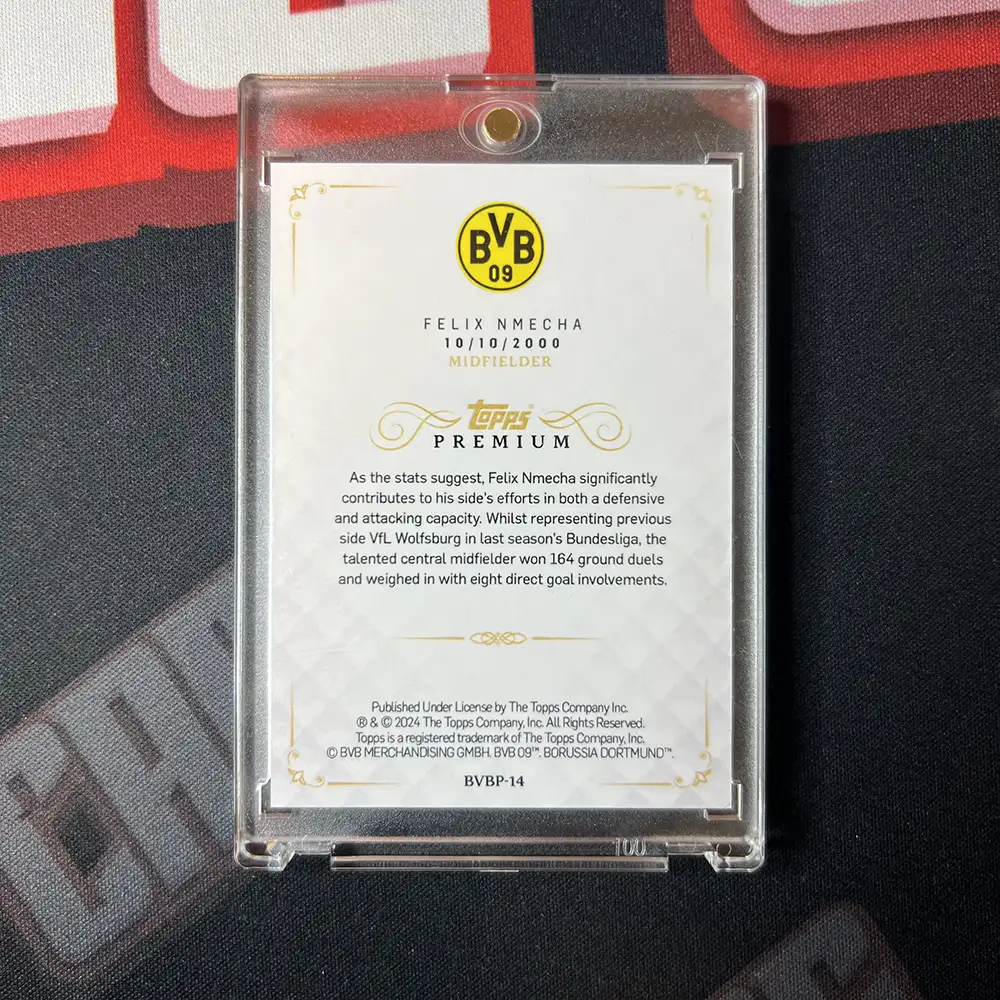 BVB
09
FELIX NMECHA
10/10/2000
MIDFIELDER
topps
PREMIUM
As the stats suggest, Felix Nmecha significantly
contributes to his side's efforts in both a defensive
and attacking capacity. Whilst representing previous
side VfL Wolfsburg in last season's Bundesliga, the
talented central midfielder won 164 ground duels
and weighed in with eight direct goal involvements.
Published Under License by The Topps Company Inc.
® & © 2024 The Topps Company, Inc. All Rights Reserved.
Topps is a registered trademark of The Topps Company, Inc.
© BVB MERCHANDISING GMBH. BVB 09™. BORUSSIA DORTMUND™.
BVBP-14
100